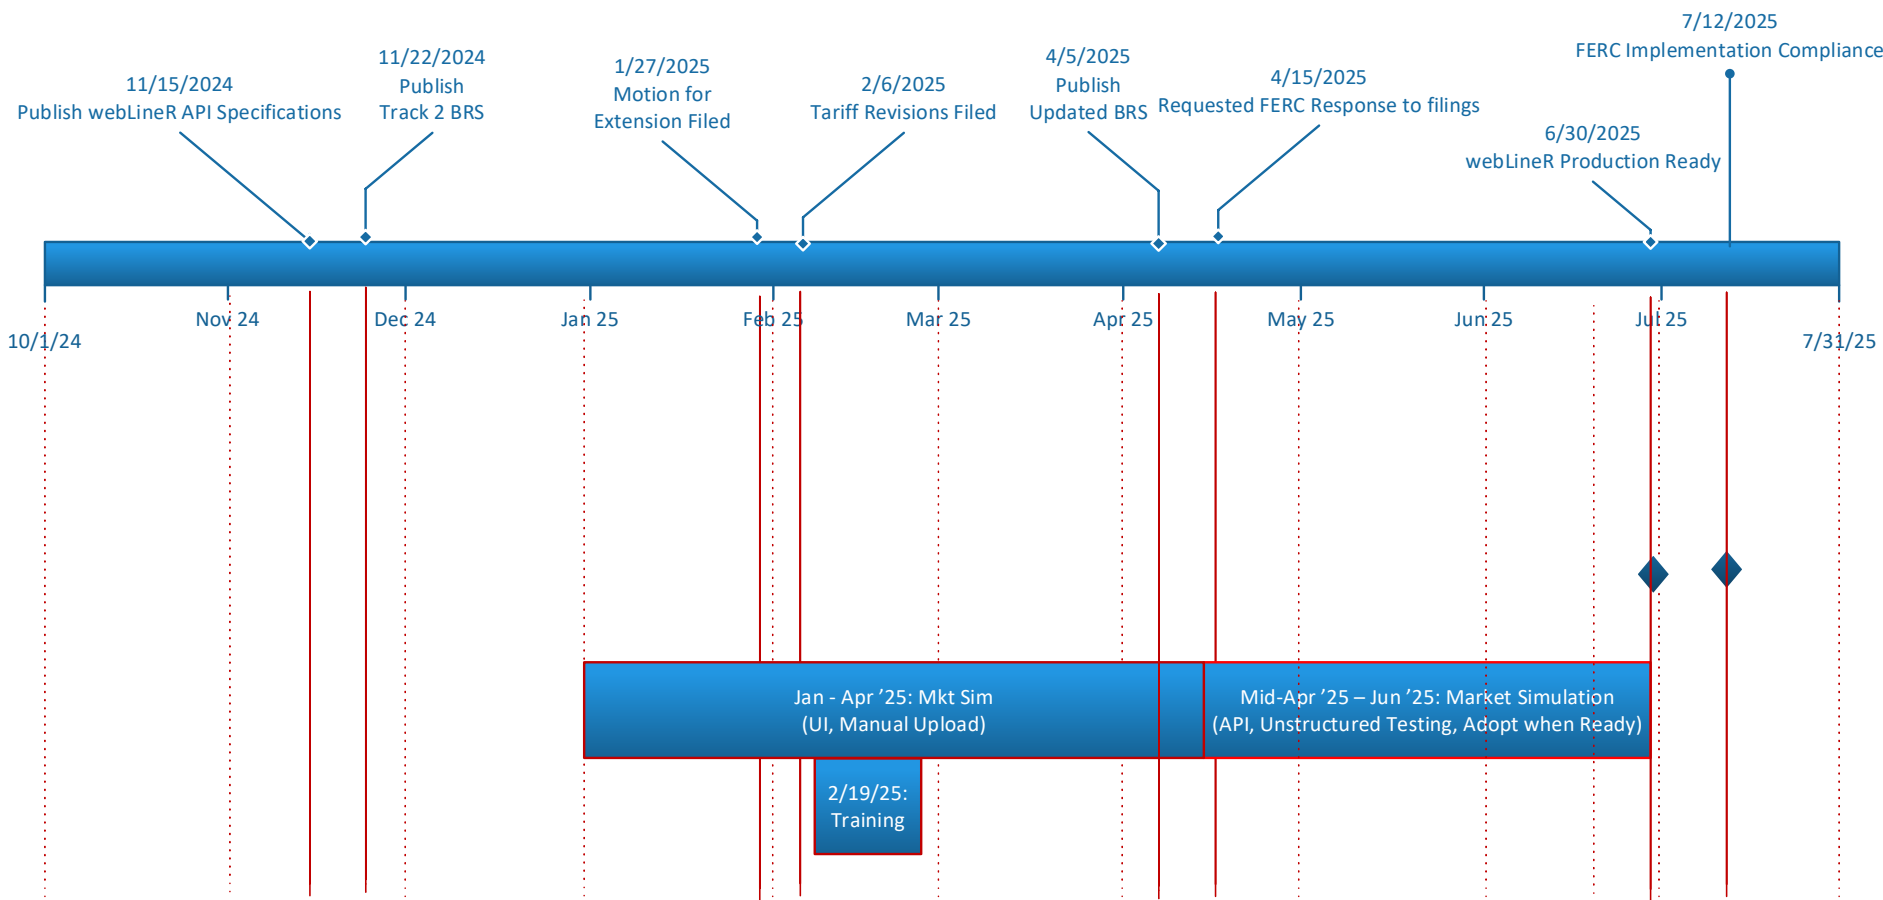 7/12/2025
FERC Implementation Compliance
11/22/2024
Publish
Track 2 BRS
4/5/2025
Publish
Updated BRS
1/27/2025
Motion for
Extension Filed
11/15/2024
Publish webLineR API Specifications
2/6/2025
Tariff Revisions Filed
4/15/2025
Requested FERC Response to filings
6/30/2025
webLineR Production Ready
Nov 24
Dec 24
Jan 25
Feb 25
Mar 25
Apr 25
May 25
Jun 25
Jul 25
10/1/24
7/31/25
Jan - Apr ’25: Mkt Sim
(UI, Manual Upload)
Mid-Apr ’25 – Jun ’25: Market Simulation
(API, Unstructured Testing, Adopt when Ready)
2/19/25:
Training